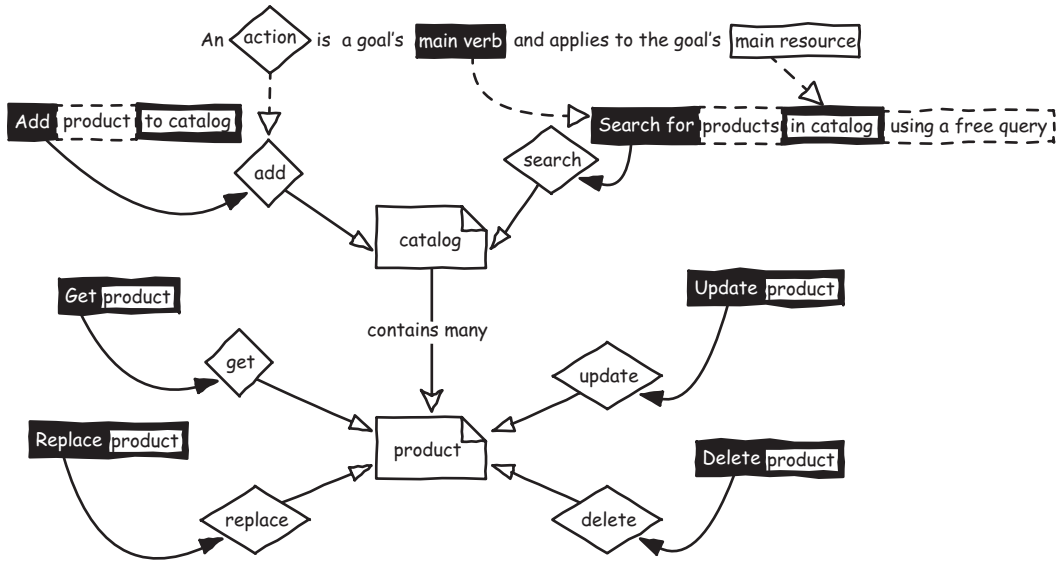 An action is a goal's main verb and applies to the goal's main resource
Add product to catalog
Search for products in catalog using a free query
add
search
catalog
Get product
Update product
contains many
get
update
Replace product
product
Delete product
replace
delete